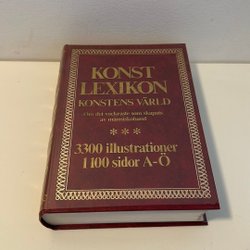 KONST
LEXIKON
KONSTENS VÄRLD
Om det vackraste som skapats
av människohand
* * *
3300 illustrationer
1100 sidor A-Ö